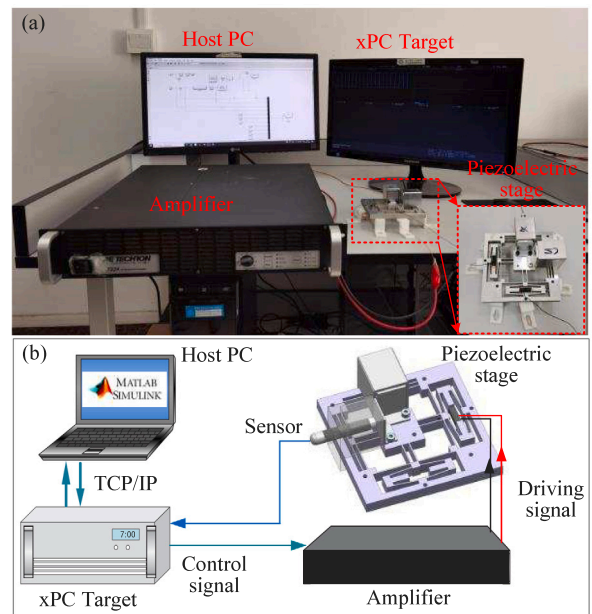 (a)
Host PC
xPC Target
Piezoelectric
stage
Amplifier
(b)
Host PC
MATLAB
SIMULINK
Piezoelectric
stage
Sensor
TCP/IP
7:00
Driving
signal
Control
signal
xPC Target
Amplifier